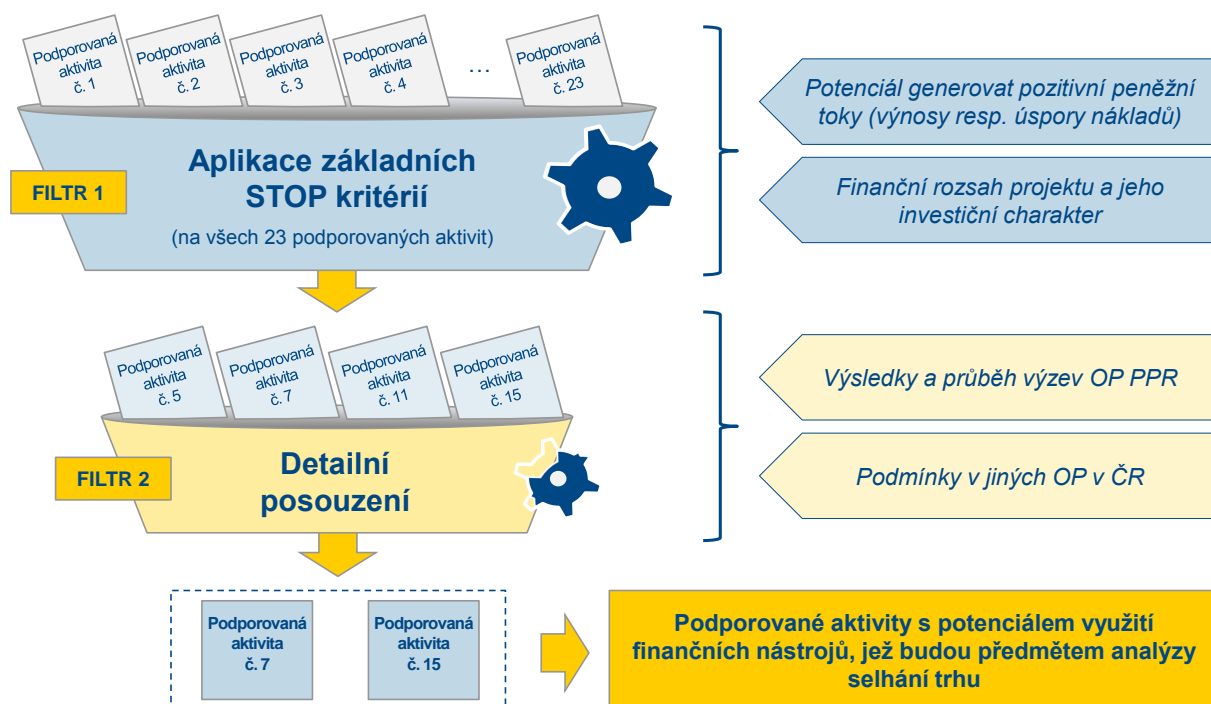 Podporovaná
aktivita
č. 1
Podporovaná
aktivita
č. 2
Podporovaná
aktivita
č. 3
Podporovaná
aktivita
č. 4
…
Podporovaná
aktivita
č. 23
Aplikace základních
STOP kritérií
(na všech 23 podporovaných aktivit)
FILTR 1
Potenciál generovat pozitivní peněžní
toky (výnosy resp. úspory nákladů)
Finanční rozsah projektu a jeho
investiční charakter
Podporovaná
aktivita
č. 5
Podporovaná
aktivita
č. 7
Podporovaná
aktivita
č. 11
Podporovaná
aktivita
č. 15
Detailní
posouzení
FILTR 2
Výsledky a průběh výzev OP PPR
Podmínky v jiných OP v ČR
Podporovaná
aktivita
č. 7
Podporovaná
aktivita
č. 15
Podporované aktivity s potenciálem využití
finančních nástrojů, jež budou předmětem analýzy
selhání trhu